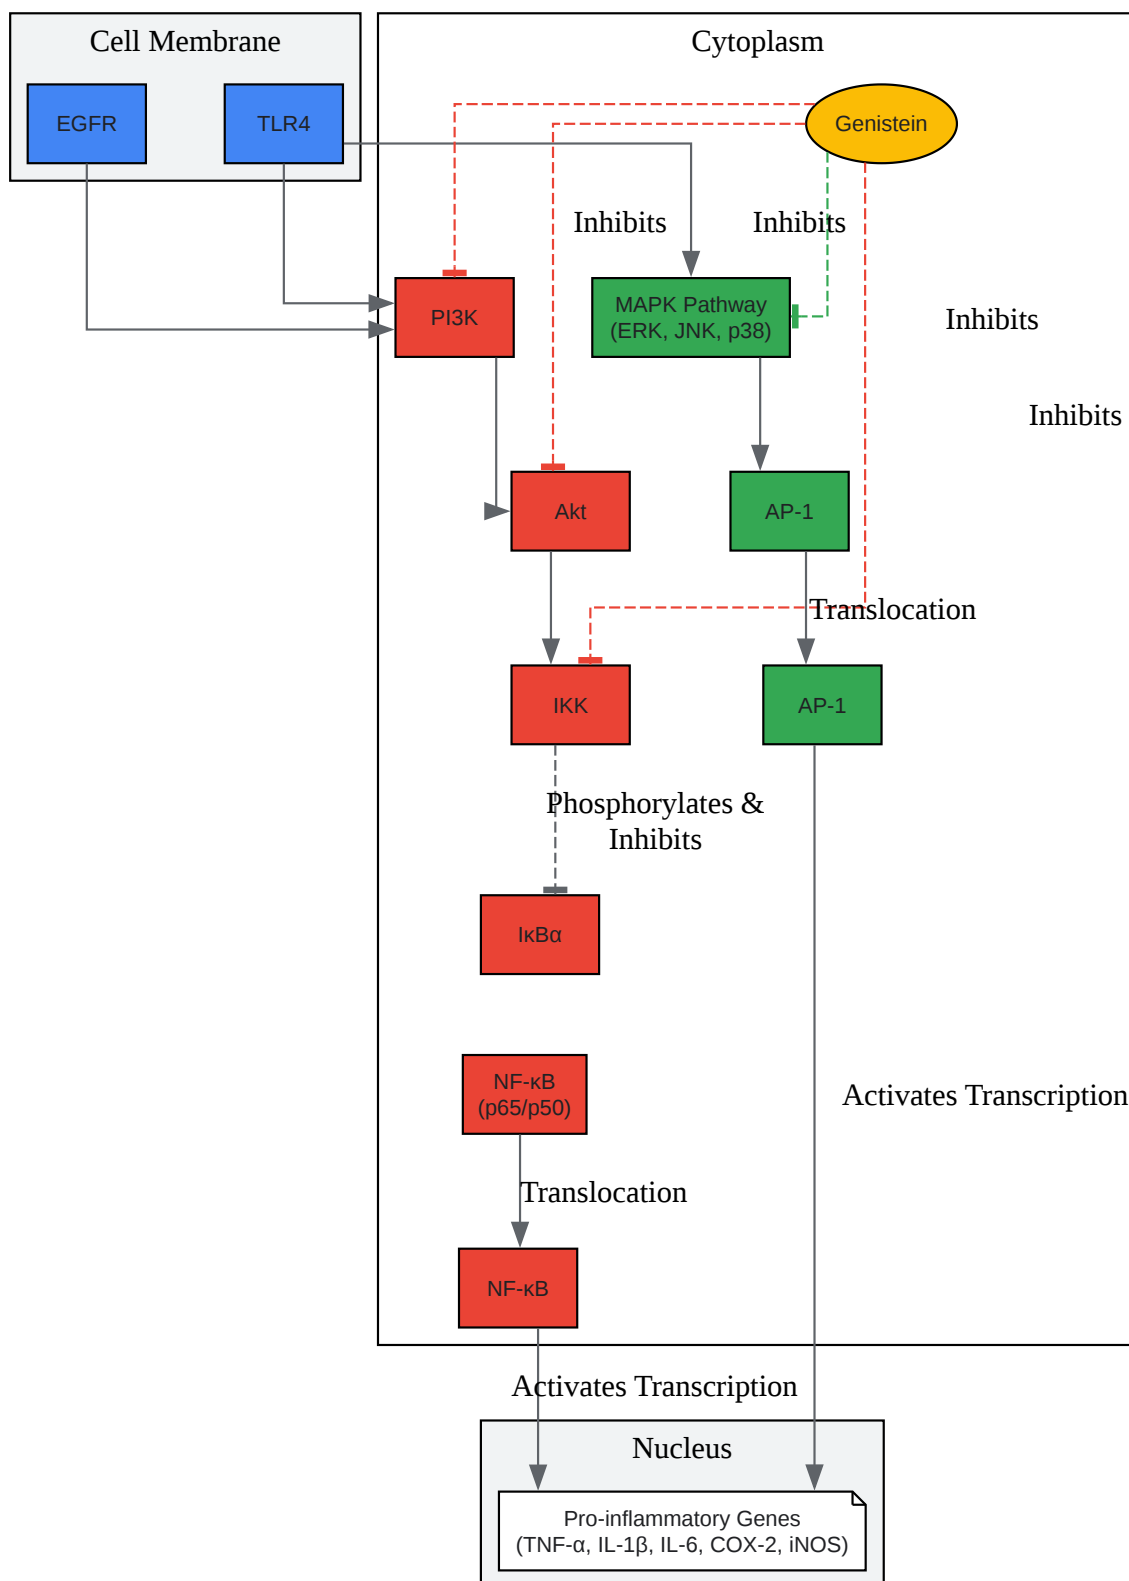 Cell Membrane
Cytoplasm
EGFR
TLR4
Genistein
Inhibits
Inhibits
PI3K
MAPK Pathway
(ERK, JNK, p38)
Inhibits
Inhibits
Akt
AP-1
Translocation
IKK
AP-1
Phosphorylates &
Inhibits
IκBα
NF-κB
(p65/p50)
Activates Transcription
Translocation
NF-κB
Activates Transcription
Nucleus
Pro-inflammatory Genes
(TNF-α, IL-1β, IL-6, COX-2, iNOS)